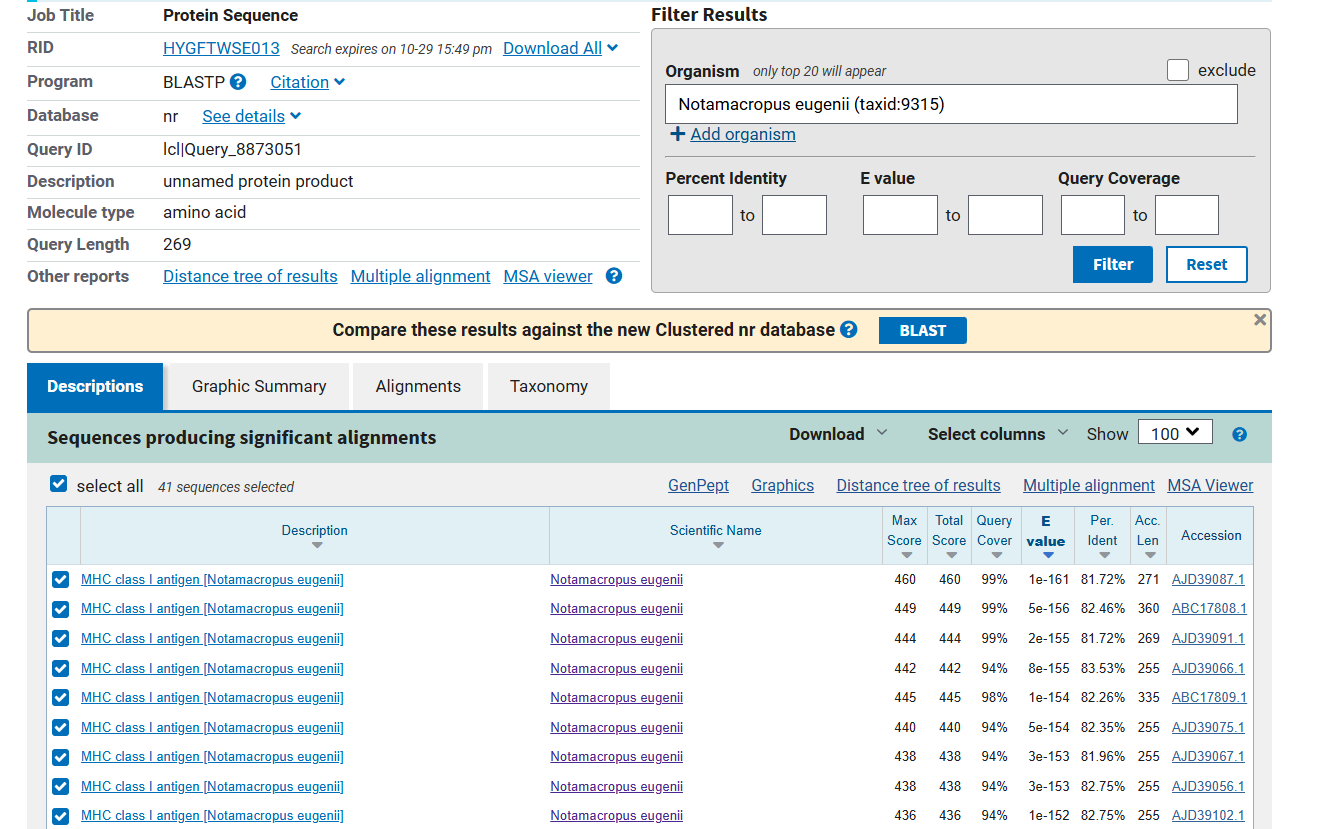 Job Title Protein Sequence
RID HYGFTWSE013 Search expires on 10-29 15:49 pm Download All
Program BLASTP ? Citation
Database nr See details
Query ID lcl|Query_8873051
Description unnamed protein product
Molecule type amino acid
Query Length 269
Other reports Distance tree of results Multiple alignment MSA viewer ?
Filter Results
Organism only top 20 will appear exclude
Notamacropus eugenii (taxid:9315)
+ Add organism
Percent Identity E value Query Coverage
to to to
Filter Reset
Compare these results against the new Clustered nr database ? BLAST ×
Descriptions Graphic Summary Alignments Taxonomy
Sequences producing significant alignments Download Select columns Show 100 ?
select all 41 sequences selected GenPept Graphics Distance tree of results Multiple alignment MSA Viewer
Description Scientific Name Max Score Total Score Query Cover E value Per. Ident Acc. Len Accession
MHC class I antigen [Notamacropus eugenii] Notamacropus eugenii 460 460 99% 1e-161 81.72% 271 AJD39087.1
MHC class I antigen [Notamacropus eugenii] Notamacropus eugenii 449 449 99% 5e-156 82.46% 360 ABC17808.1
MHC class I antigen [Notamacropus eugenii] Notamacropus eugenii 444 444 99% 2e-155 81.72% 269 AJD39091.1
MHC class I antigen [Notamacropus eugenii] Notamacropus eugenii 442 442 94% 8e-155 83.53% 255 AJD39066.1
MHC class I antigen [Notamacropus eugenii] Notamacropus eugenii 445 445 98% 1e-154 82.26% 335 ABC17809.1
MHC class I antigen [Notamacropus eugenii] Notamacropus eugenii 440 440 94% 5e-154 82.35% 255 AJD39075.1
MHC class I antigen [Notamacropus eugenii] Notamacropus eugenii 438 438 94% 3e-153 81.96% 255 AJD39067.1
MHC class I antigen [Notamacropus eugenii] Notamacropus eugenii 438 438 94% 3e-153 82.75% 255 AJD39056.1
MHC class I antigen [Notamacropus eugenii] Notamacropus eugenii 436 436 94% 1e-152 82.75% 255 AJD39102.1